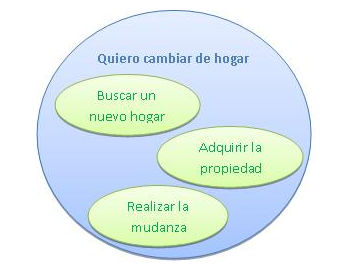 Quiero cambiar de hogar
Buscar un
nuevo hogar
Adquirir la
propiedad
Realizar la
mudanza